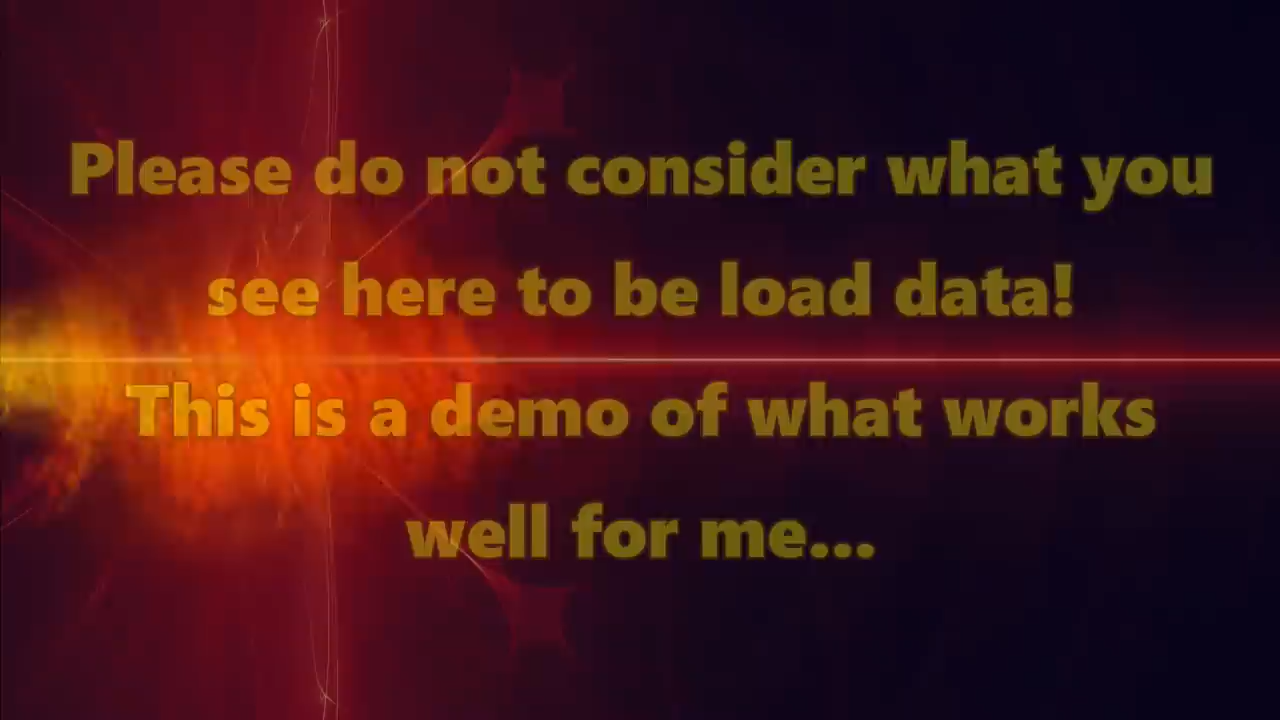 Please do not consider what you
see here to be load data!
This is a demo of what works
well for me...